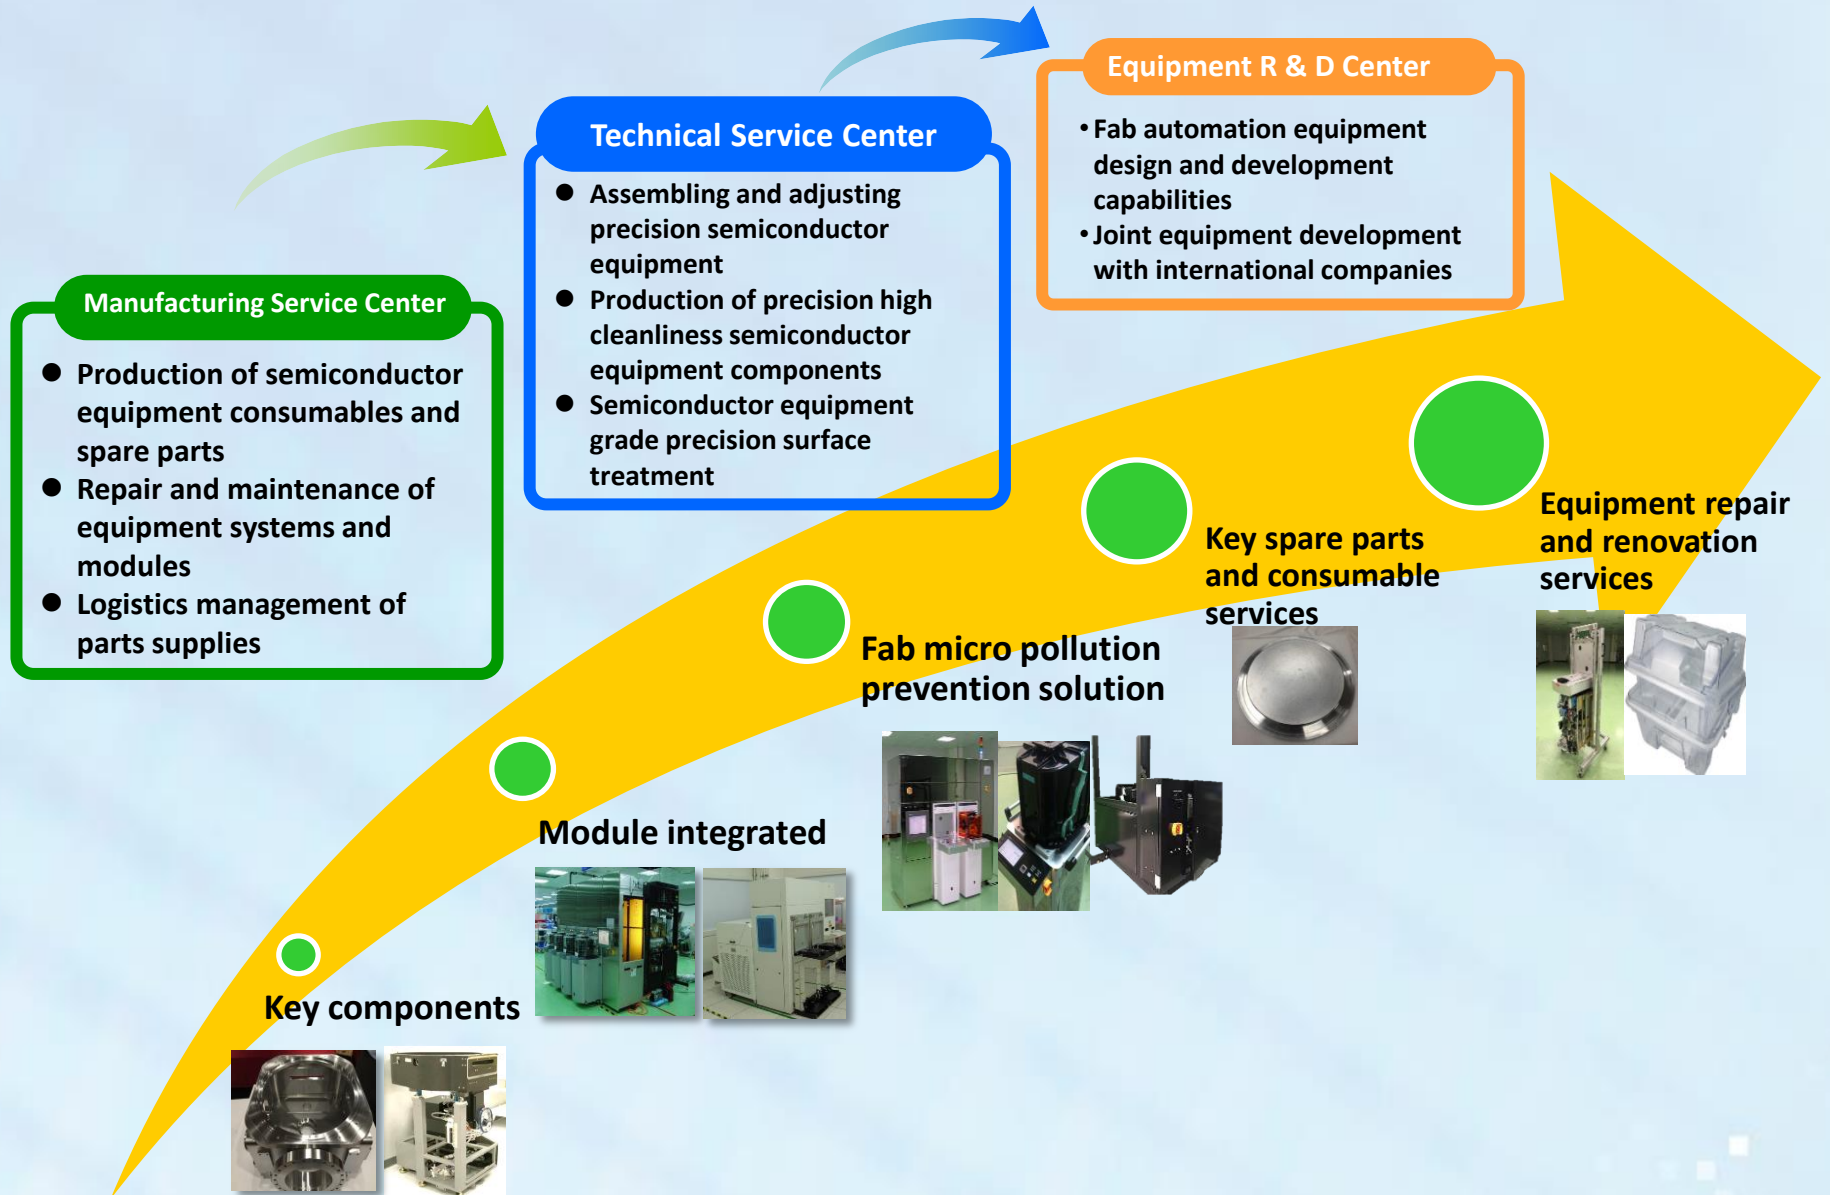 Equipment R & D Center
• Fab automation equipment
design and development
capabilities
• Joint equipment development
with international companies
Technical Service Center
● Assembling and adjusting
precision semiconductor
equipment
● Production of precision high
cleanliness semiconductor
equipment components
● Semiconductor equipment
grade precision surface
treatment
Manufacturing Service Center
● Production of semiconductor
equipment consumables and
spare parts
● Repair and maintenance of
equipment systems and
modules
● Logistics management of
parts supplies
Equipment repair
and renovation
services
Key spare parts
and consumable
services
Fab micro pollution
prevention solution
Module integrated
Key components